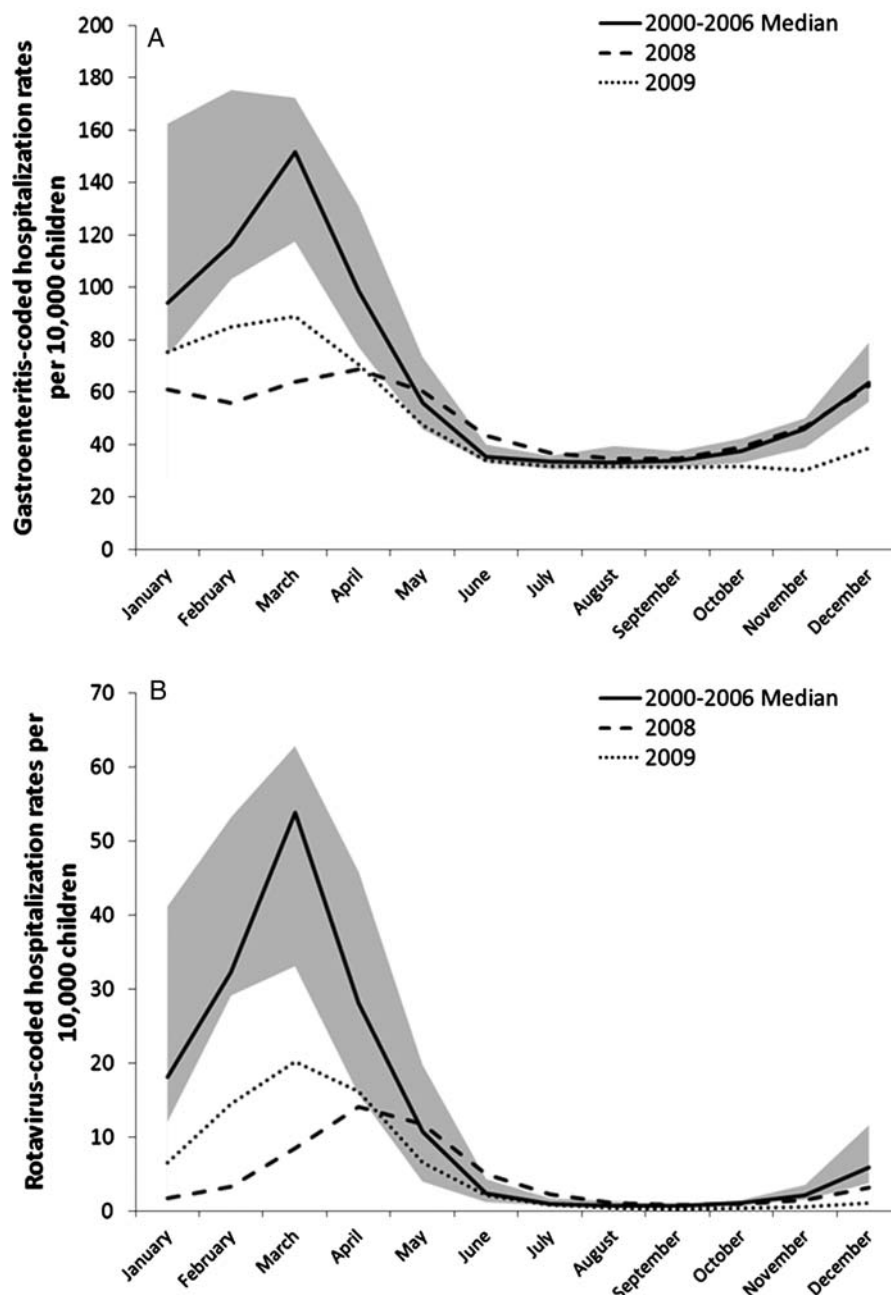 A
2000-2006 Median
2008
2009
Gastroenteritis-coded hospitalization rates
per 10,000 children
200
180
160
140
120
100
80
60
40
20
0
January
February
March
April
May
June
July
August
September
October
November
December
B
2000-2006 Median
2008
2009
Rotavirus-coded hospitalization rates per
10,000 children
70
60
50
40
30
20
10
0
January
February
March
April
May
June
July
August
September
October
November
December